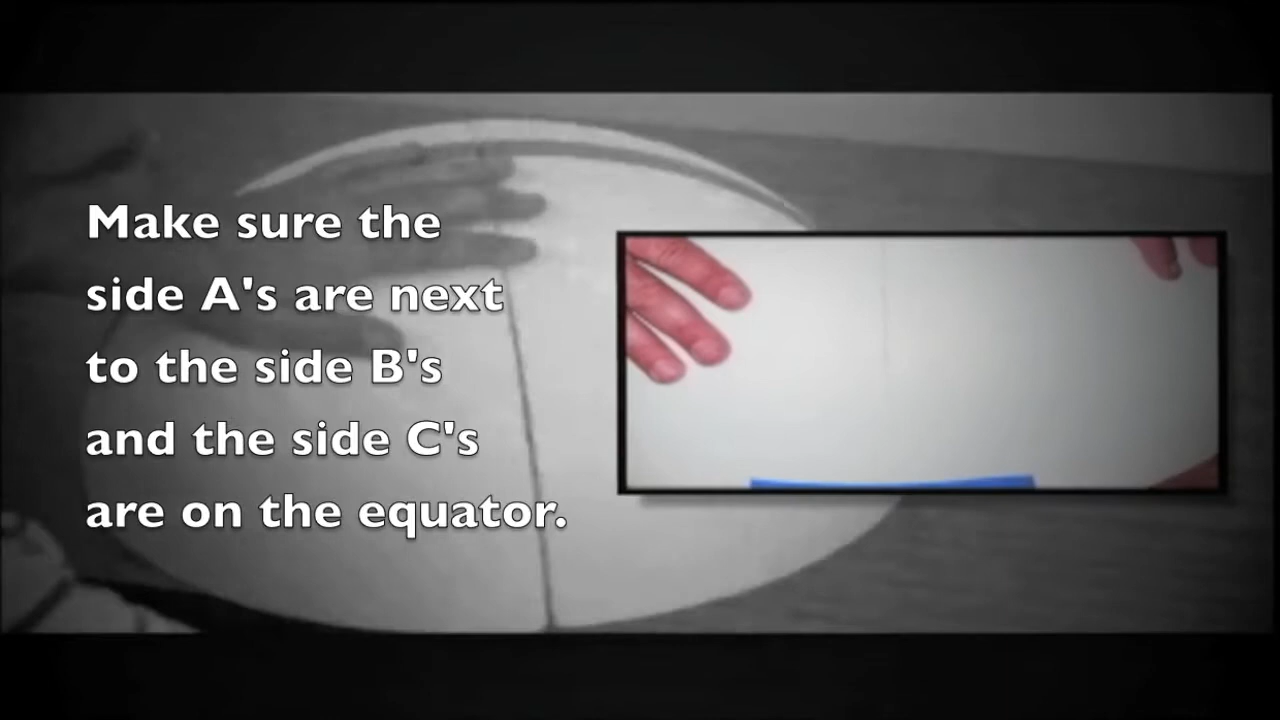 Make sure the
side A's are next
to the side B's
and the side C's
are on the equator.